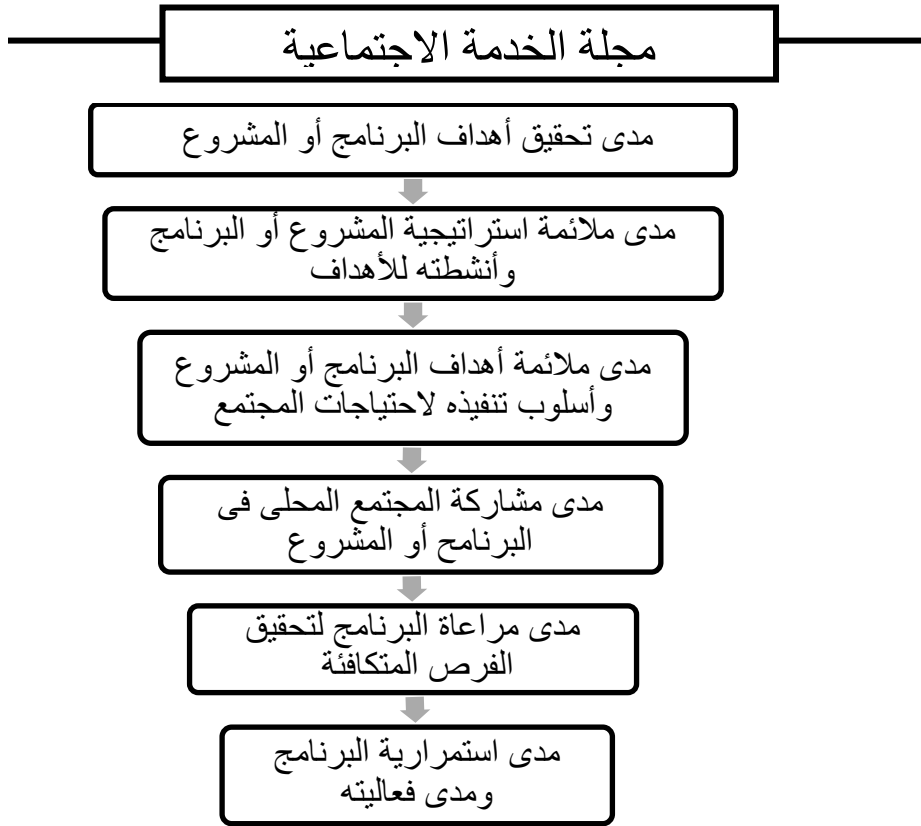 مجلة الخدمة الاجتماعية
مدى تحقيق أهداف البرنامج أو المشروع
مدى ملائمة استراتيجية المشروع أو البرنامج
وأنشطته للأهداف
مدى ملائمة أهداف البرنامج أو المشروع
وأسلوب تنفيذه لاحتياجات المجتمع
مدى مشاركة المجتمع المحلى فى
البرنامح أو المشروع
مدى مراعاة البرنامج لتحقيق
الفرص المتكافئة
مدى استمرارية البرنامج
ومدى فعاليته